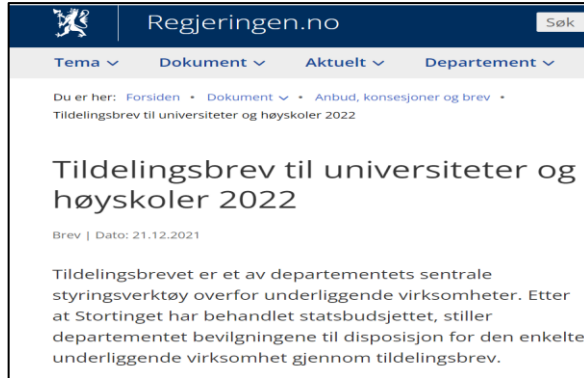 Regjeringen.no
Søk
Tema Dokument Aktuelt Departement
Du er her: Forsiden • Dokument • Anbud, konsesjoner og brev •
Tildelingsbrev til universiteter og høyskoler 2022
Tildelingsbrev til universiteter og
høyskoler 2022
Brev | Dato: 21.12.2021
Tildelingsbrevet er et av departementets sentrale
styringsverktøy overfor underliggende virksomheter. Etter
at Stortinget har behandlet statsbudsjettet, stiller
departementet bevilgningene til disposisjon for den enkelte
underliggende virksomhet gjennom tildelingsbrev.